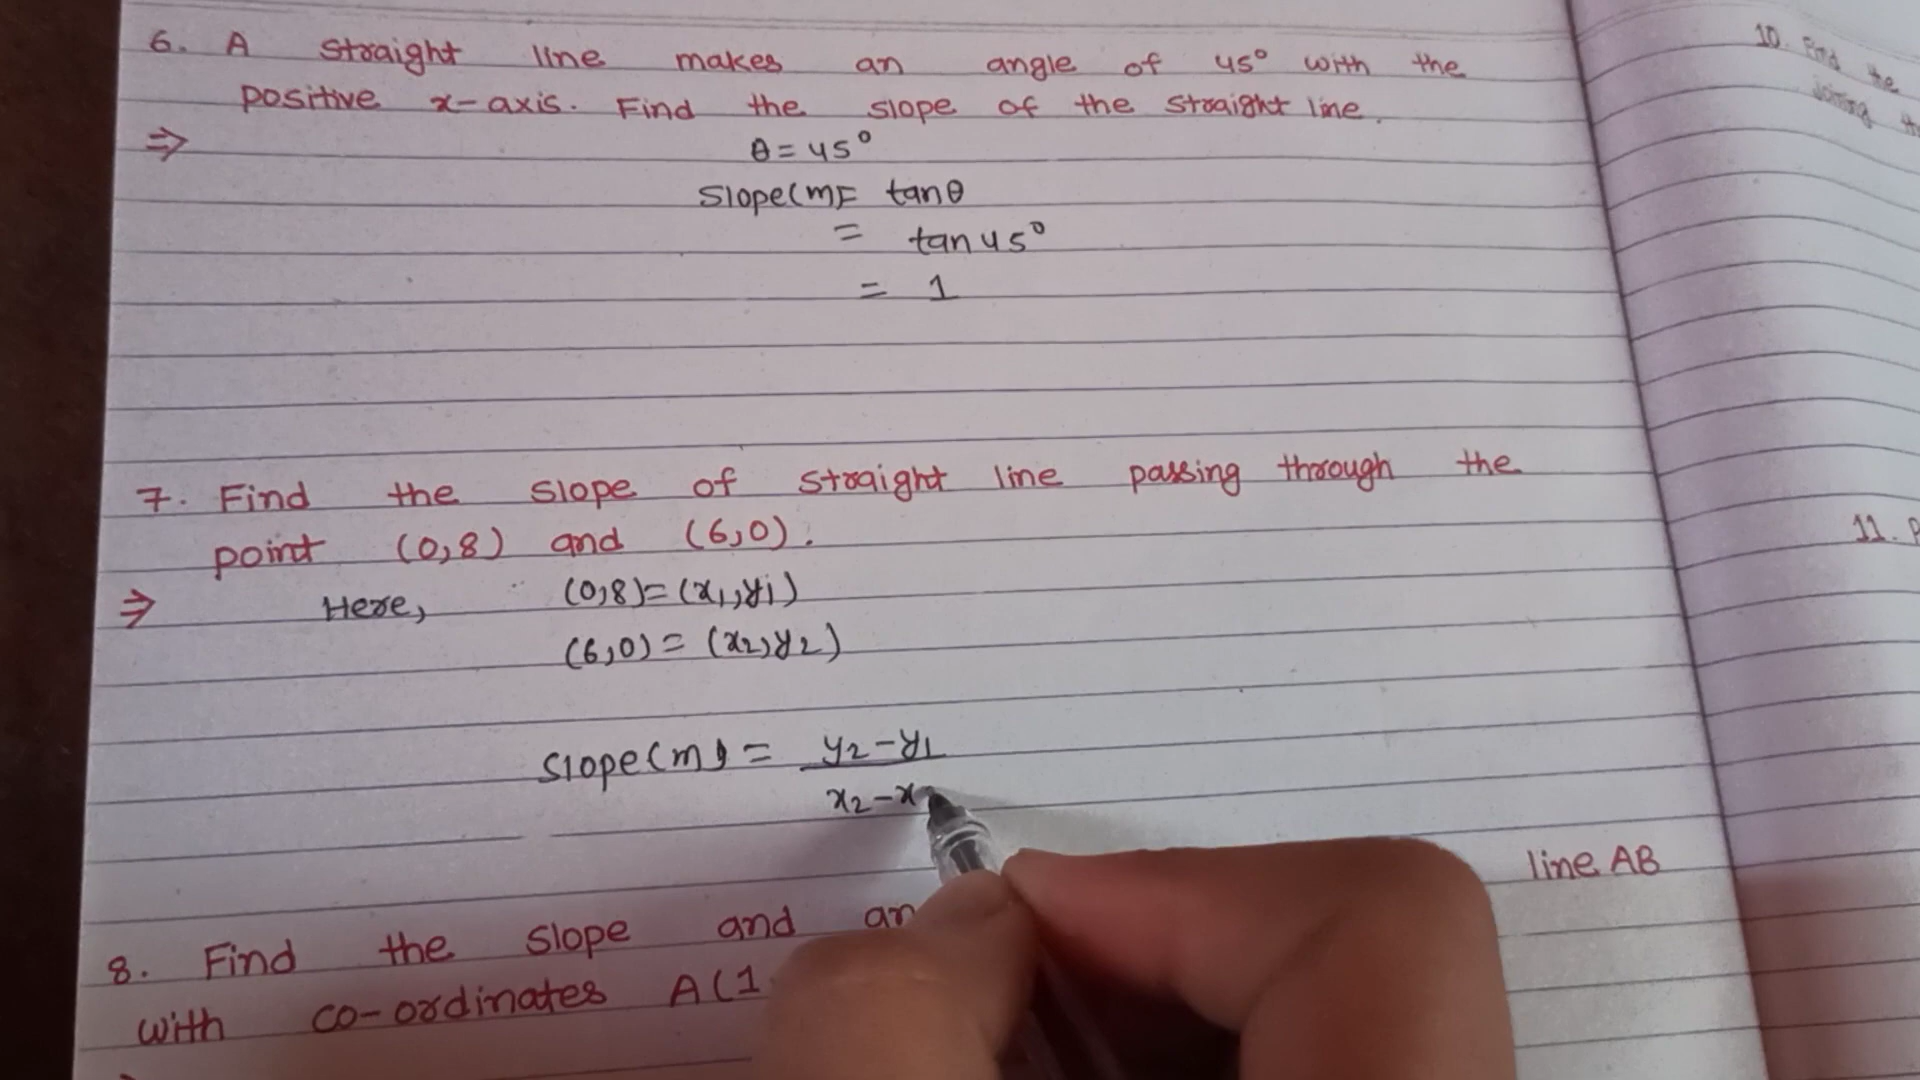 6. A straight line makes an angle of 45° with the
positive x-axis. Find the slope of the straight line.
⇒ θ = 45°
Slope(m) = tanθ
= tan 45°
= 1
7. Find the slope of straight line passing through the
point (0,8) and (6,0).
⇒ Here, (0,8) = (x₁,y₁)
(6,0) = (x₂,y₂)
Slope(m) = y₂-y₁
x₂-x
8. Find the slope and line AB
with co-ordinates A(1
10. Find the
joining
11.